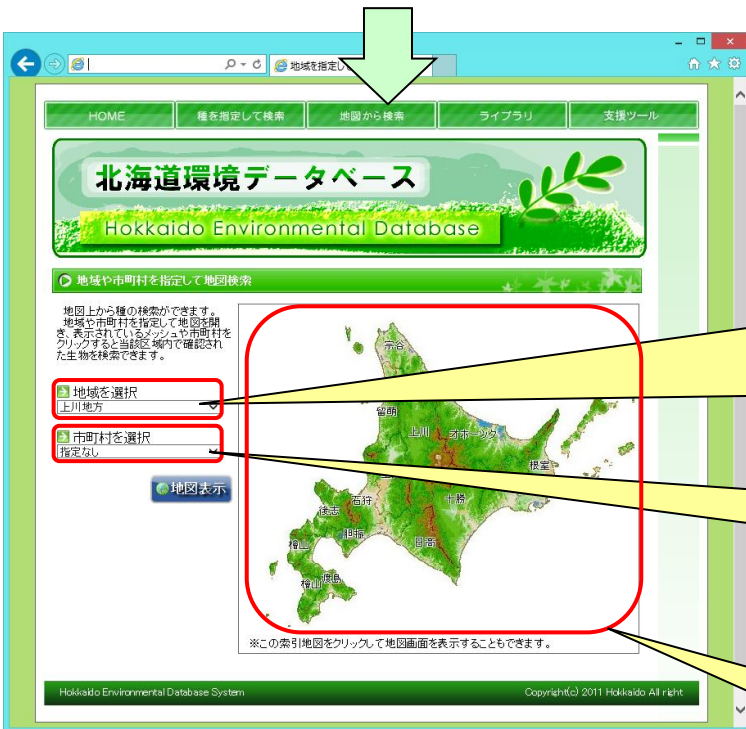 地域を指定し
HOME 種を指定して検索 地図から検索 ライブラリ 支援ツール
北海道環境データベース
Hokkaido Environmental Database
地域や市町村を指定して地図検索
地図上から種の検索ができます。
地域や市町村を指定して地図を開
き、表示されているメッシュや市町村を
クリックすると当該区域内で確認され
た生物を検索できます。
地域を選択
上川地方
市町村を選択
指定なし
地図表示
宗谷
留萌
上川 オホーツク
根室
石狩 十勝
後志
胆振
日高
檜山
檜山 渡島
※この索引地図をクリックして地図画面を表示することもできます。
Hokkaido Environmental Database System Copyright(c) 2011 Hokkaido All right